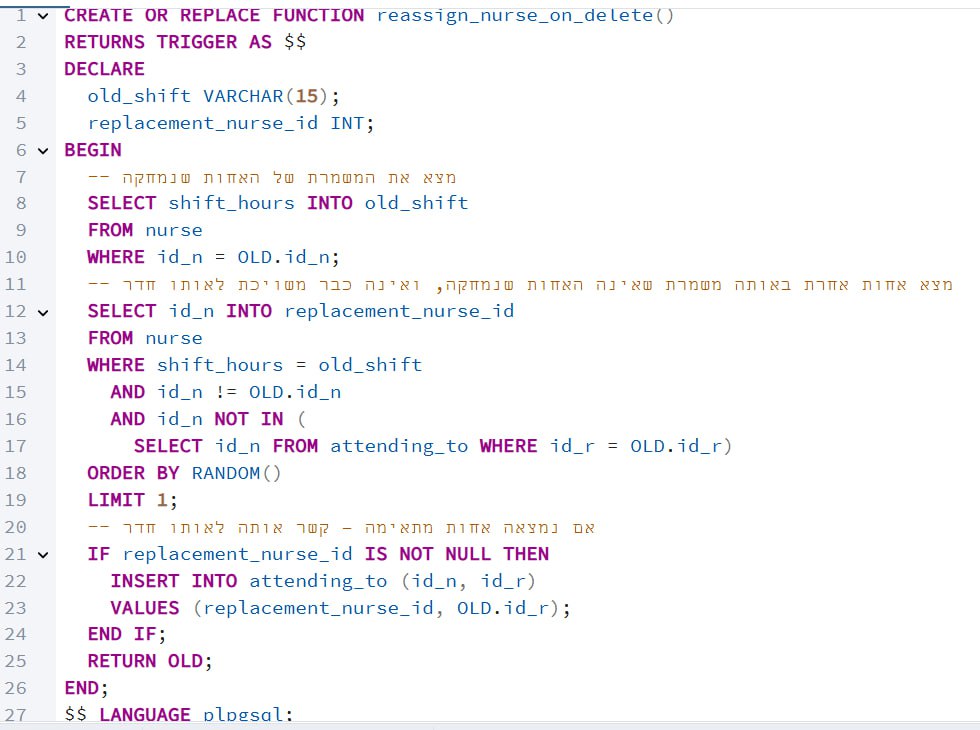 1 CREATE OR REPLACE FUNCTION reassign_nurse_on_delete()
2 RETURNS TRIGGER AS $$
3 DECLARE
4 old_shift VARCHAR(15);
5 replacement_nurse_id INT;
6 BEGIN
7 -- מצא את המשמרת של האחות שנמחקה
8 SELECT shift_hours INTO old_shift
9 FROM nurse
10 WHERE id_n = OLD.id_n;
11 -- מצא אחות אחרת באותה משמרת שאינה האחות שנמחקה, ואינה כבר משויכת לאותו חדר
12 SELECT id_n INTO replacement_nurse_id
13 FROM nurse
14 WHERE shift_hours = old_shift
15 AND id_n != OLD.id_n
16 AND id_n NOT IN (
17 SELECT id_n FROM attending_to WHERE id_r = OLD.id_r)
18 ORDER BY RANDOM()
19 LIMIT 1;
20 -- אם נמצאה אחות מתאימה – קשר אותה לאותו חדר
21 IF replacement_nurse_id IS NOT NULL THEN
22 INSERT INTO attending_to (id_n, id_r)
23 VALUES (replacement_nurse_id, OLD.id_r);
24 END IF;
25 RETURN OLD;
26 END;
27 $$ LANGUAGE plpgsql;